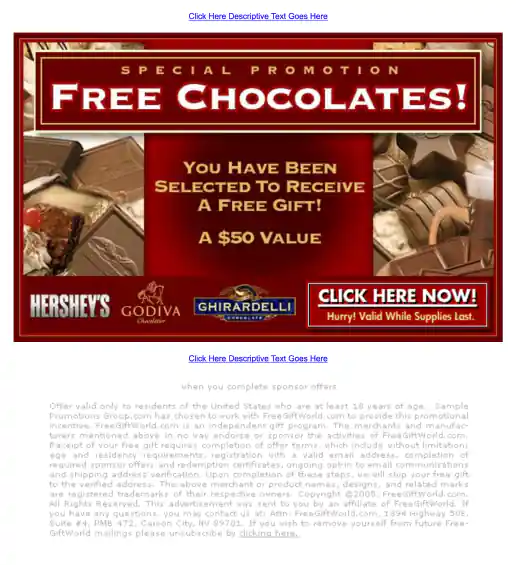 Click Here Descriptive Text Goes Here
SPECIAL PROMOTION
FREE CHOCOLATES!
YOU HAVE BEEN
SELECTED TO RECEIVE
A FREE GIFT!
A $50 VALUE
HERSHEY'S
GODIVA
Chocolatier
GHIRARDELLI
CHOCOLATE
CLICK HERE NOW!
Hurry! Valid While Supplies Last.
Click Here Descriptive Text Goes Here
when you complete sponsor offers
Offer valid only to residents of the United States who are at least 18 years of age. Sample
Promotions Group.com has chosen to work with FreeGiftWorld.com to provide this promotional
incentive. FreeGiftWorld.com is an independent gift program. The merchants and manufac-
turers mentioned above in no way endorse or sponsor the activities of FreeGiftWorld.com.
Receipt of your free gift requires completion of offer terms, which include without limitation:
age and residency requirements, registration with a valid email address, completion of
required sponsor offers and redemption certificates, ongoing opt-in to email communications
and shipping address verification. Upon completion of these steps, we will ship your free gift
to the verified address. The above merchant or product names, designs, and related marks
are registered trademarks of their respective owners. Copyright @2005, FreeGiftWorld.com.
All Rights Reserved. This advertisement was sent to you by an affiliate of FreeGiftWorld. If
you have any questions, you may contact us at: Attn: FreeGiftWorld.com, 1894 Highway 50E,
Suite #4, PMB 472, Carson City, NV 89701. If you wish to remove yourself from future Free-
GiftWorld mailings please unsubscribe by clicking here.